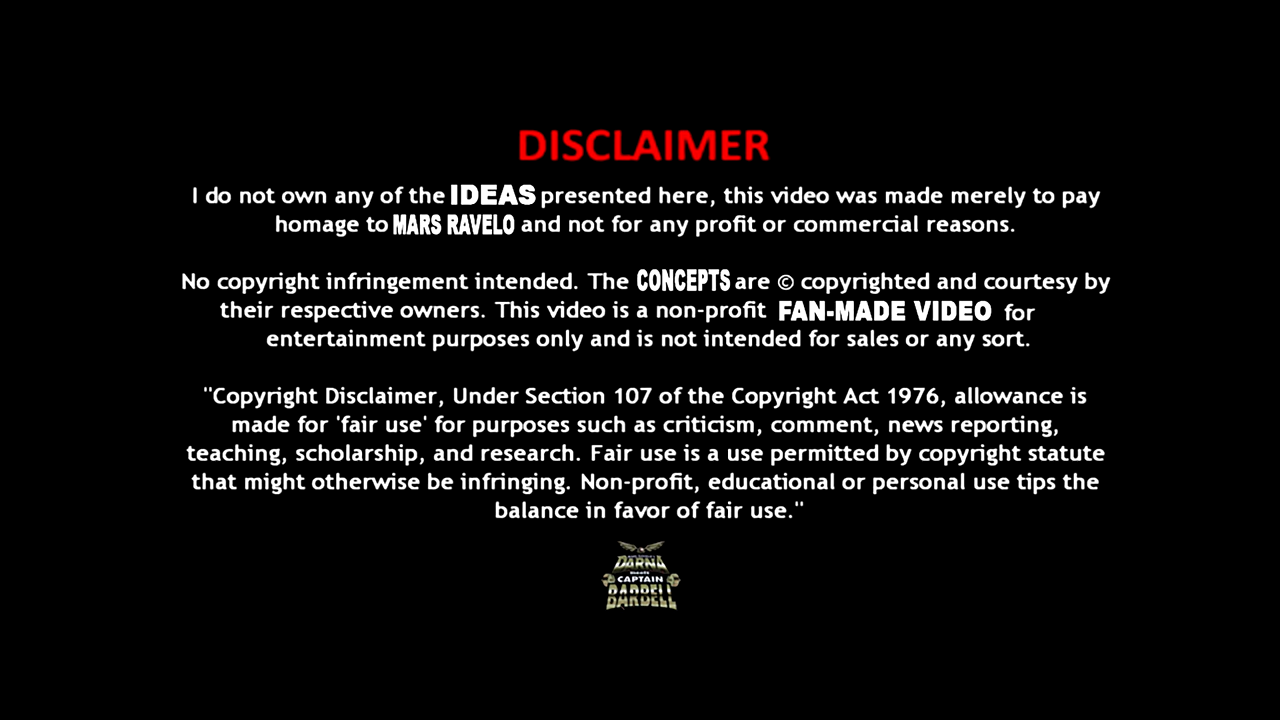 DISCLAIMER
I do not own any of the IDEAS presented here, this video was made merely to pay
homage to MARS RAVELO and not for any profit or commercial reasons.
No copyright infringement intended. The CONCEPTS are © copyrighted and courtesy by
their respective owners. This video is a non-profit FAN-MADE VIDEO for
entertainment purposes only and is not intended for sales or any sort.
"Copyright Disclaimer, Under Section 107 of the Copyright Act 1976, allowance is
made for 'fair use' for purposes such as criticism, comment, news reporting,
teaching, scholarship, and research. Fair use is a use permitted by copyright statute
that might otherwise be infringing. Non-profit, educational or personal use tips the
balance in favor of fair use."
DARNA
CAPTAIN
BARBELL